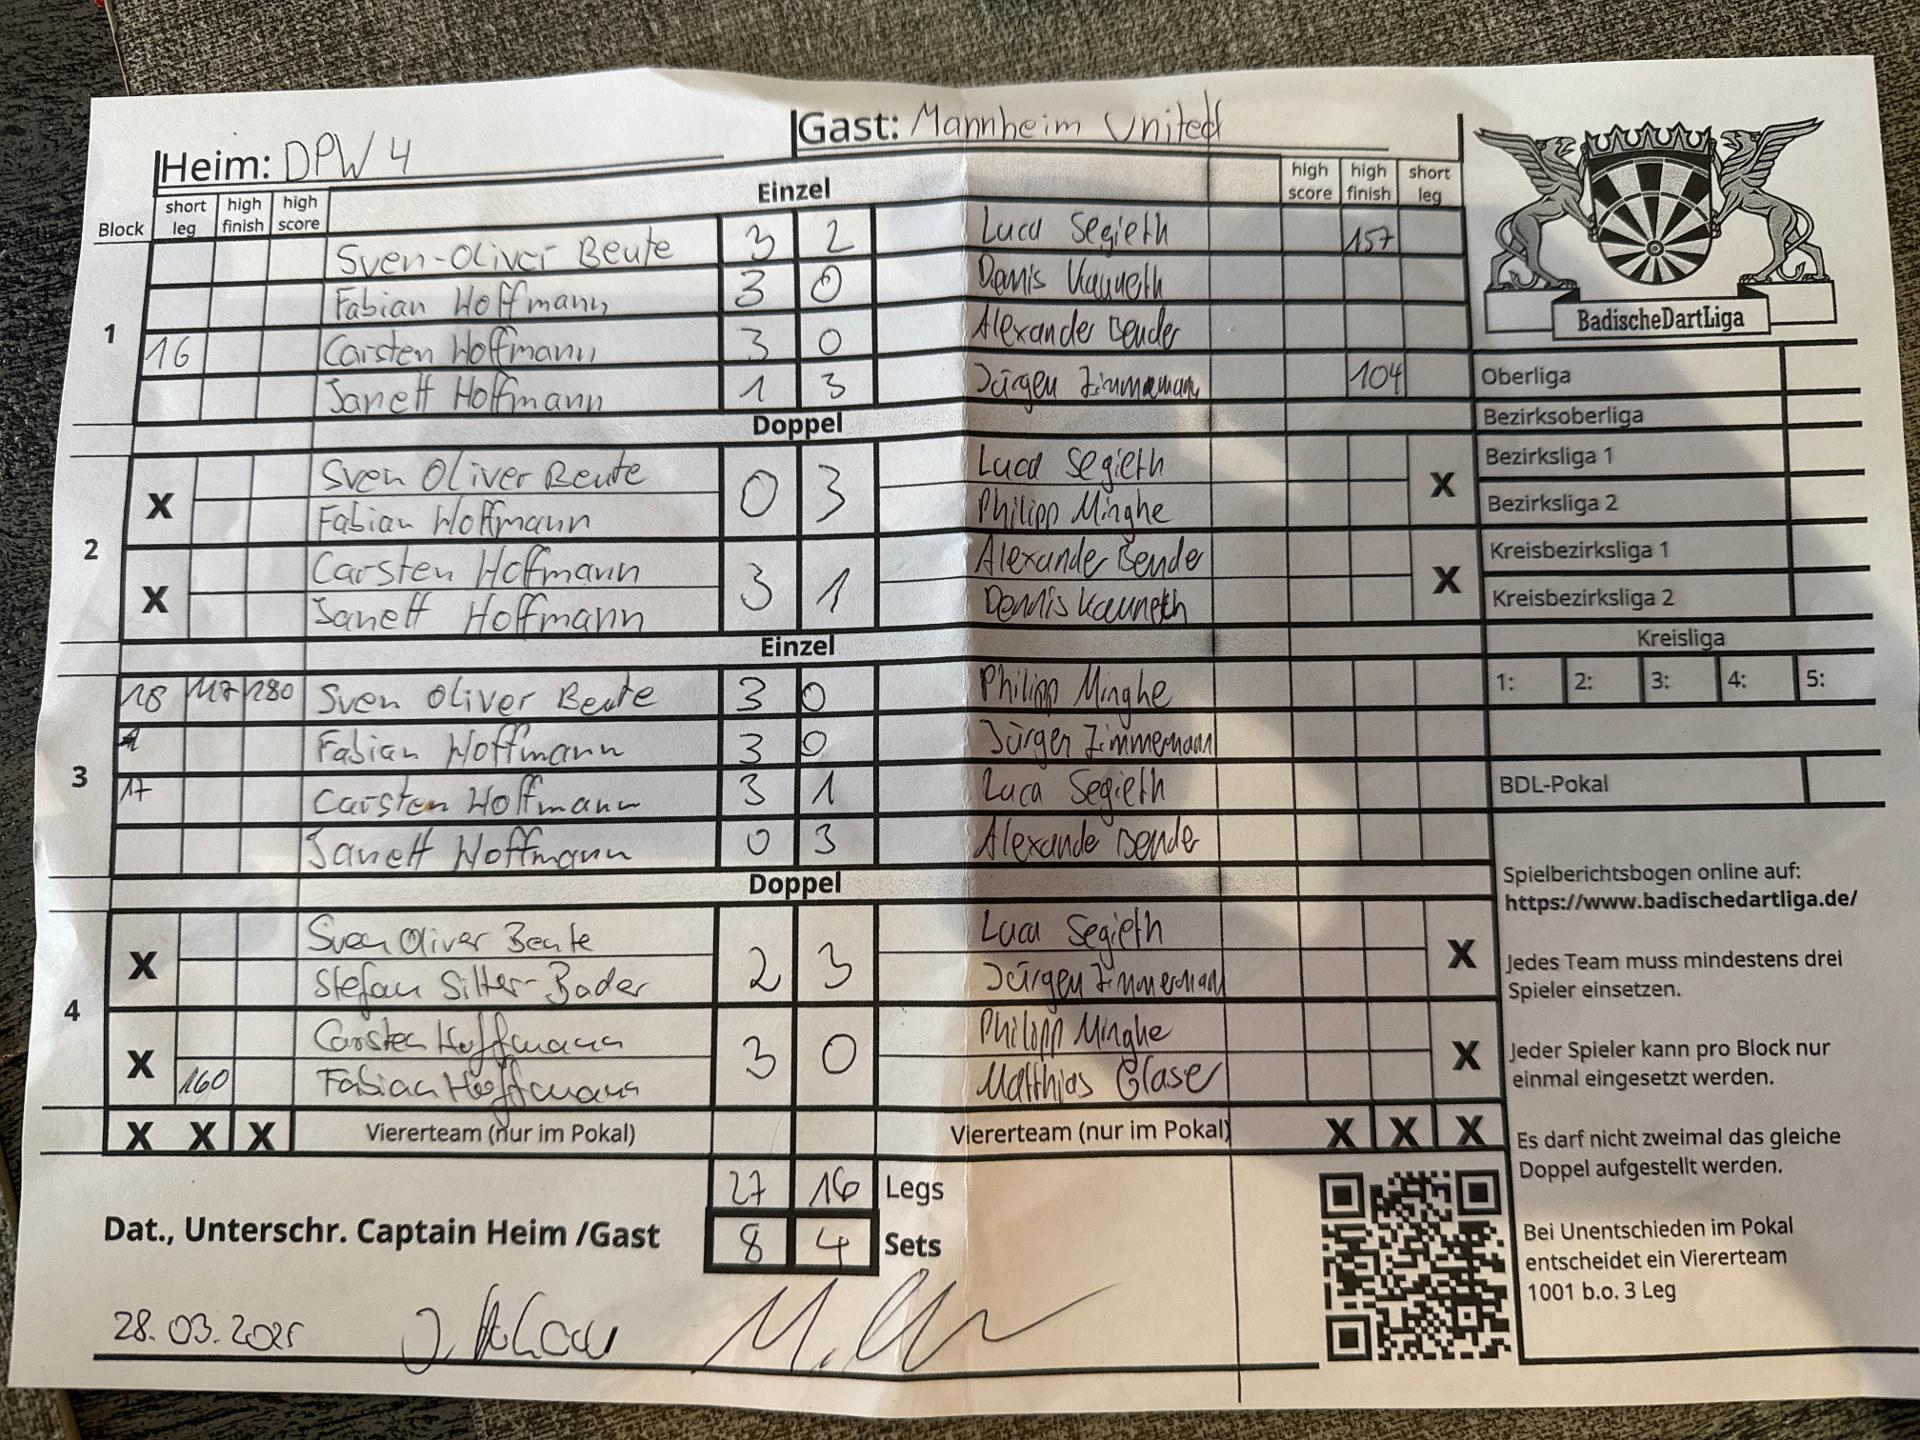 Heim: DPW 4 Gast: Mannheim United
Block short leg high finish high score Einzel high score high finish short leg
1
Sven-Oliver Beute 3 2 Luca Segieth 157
Fabian Hoffmann 3 0 Dennis Kauneth
16 Carsten Hoffmann 3 0 Alexander Bender
Janett Hoffmann 1 3 Jürgen Zimmermann 104
Doppel
2
X Sven Oliver Beute 0 3 Luca Segieth X
Fabian Hoffmann Philipp Minghe
X Carsten Hoffmann 3 1 Alexander Bender X
Janett Hoffmann Dennis Kauneth
Einzel
3
18 117 180 Sven Oliver Beute 3 0 Philipp Minghe
Fabian Hoffmann 3 0 Jürgen Zimmermann
17 Carsten Hoffmann 3 1 Luca Segieth
Janett Hoffmann 0 3 Alexande Bender
Doppel
4
X Sven Oliver Beute 2 3 Luca Segieth X
Stefan Silter-Bader Jürgen Zimmermann
X Carsten Hoffmann 3 0 Philipp Minghe X
160 Fabian Hoffmann Matthias Glaser
X X X Viererteam (nur im Pokal) Viererteam (nur im Pokal) X X X
27 16 Legs
Dat., Unterschr. Captain Heim /Gast 8 4 Sets
28.03.2025
BadischeDartLiga
Oberliga
Bezirksoberliga
Bezirksliga 1
Bezirksliga 2
Kreisbezirksliga 1
Kreisbezirksliga 2
Kreisliga
1: 2: 3: 4: 5:
BDL-Pokal
Spielberichtsbogen online auf:
https://www.badischedartliga.de/
Jedes Team muss mindestens drei
Spieler einsetzen.
Jeder Spieler kann pro Block nur
einmal eingesetzt werden.
Es darf nicht zweimal das gleiche
Doppel aufgestellt werden.
Bei Unentschieden im Pokal
entscheidet ein Viererteam
1001 b.o. 3 Leg